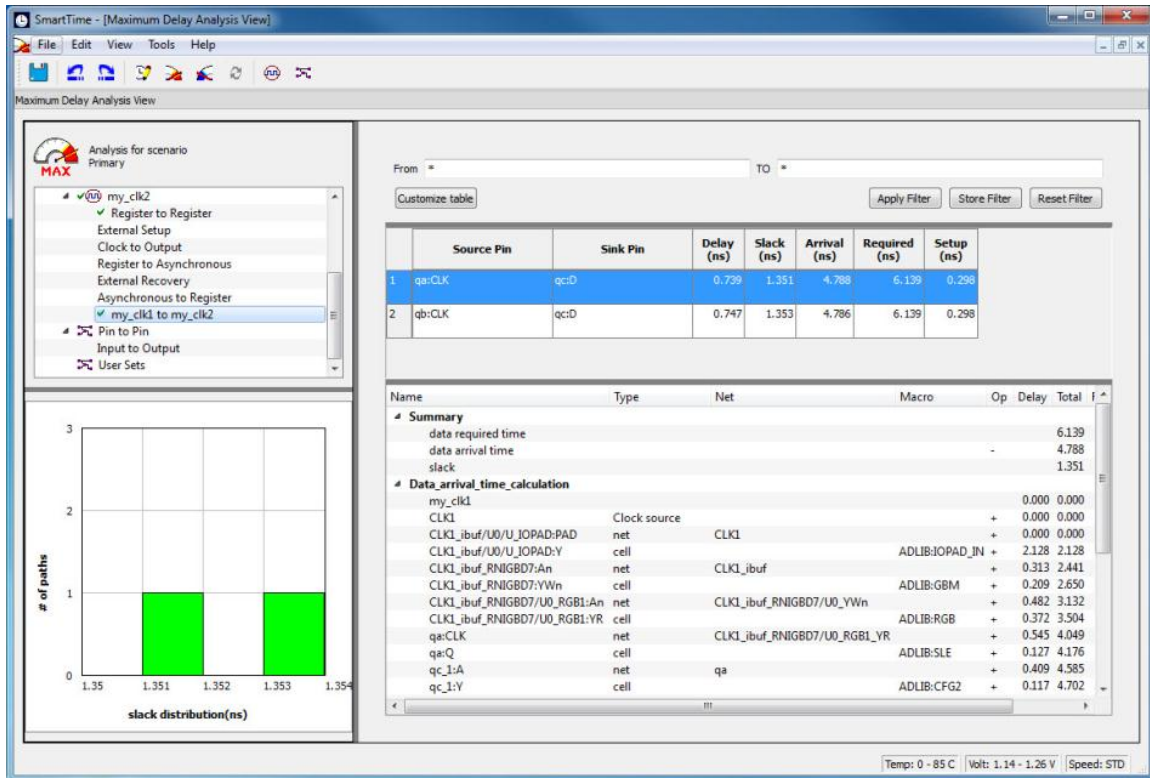 SmartTime - [Maximum Delay Analysis View]
File Edit View Tools Help
Maximum Delay Analysis View
Analysis for scenario
Primary
MAX
my_clk2
Register to Register
External Setup
Clock to Output
Register to Asynchronous
External Recovery
Asynchronous to Register
my_clk1 to my_clk2
Pin to Pin
Input to Output
User Sets
From * TO *
Customize table Apply Filter Store Filter Reset Filter
Source Pin Sink Pin Delay (ns) Slack (ns) Arrival (ns) Required (ns) Setup (ns)
1 qa:CLK qc:D 0.739 1.351 4.788 6.139 0.298
2 qb:CLK qc:D 0.747 1.353 4.786 6.139 0.298
Name Type Net Macro Op Delay Total F
Summary
data required time 6.139
data arrival time - 4.788
slack 1.351
Data_arrival_time_calculation
my_clk1 0.000 0.000
CLK1 Clock source + 0.000 0.000
CLK1_ibuf/U0/U_IOPAD:PAD net CLK1 + 0.000 0.000
CLK1_ibuf/U0/U_IOPAD:Y cell ADLIB:IOPAD_IN + 2.128 2.128
CLK1_ibuf_RNIGBD7:An net CLK1_ibuf + 0.313 2.441
CLK1_ibuf_RNIGBD7:YWn cell ADLIB:GBM + 0.209 2.650
CLK1_ibuf_RNIGBD7/U0_RGB1:An net CLK1_ibuf_RNIGBD7/U0_YWn + 0.482 3.132
CLK1_ibuf_RNIGBD7/U0_RGB1:YR cell ADLIB:RGB + 0.372 3.504
qa:CLK net CLK1_ibuf_RNIGBD7/U0_RGB1_YR + 0.545 4.049
qa:Q cell ADLIB:SLE + 0.127 4.176
qc_1:A net qa + 0.409 4.585
qc_1:Y cell ADLIB:CFG2 + 0.117 4.702
3
2
1
0
# of paths
1.35 1.351 1.352 1.353 1.354
slack distribution(ns)
Temp: 0 - 85 C Volt: 1.14 - 1.26 V Speed: STD